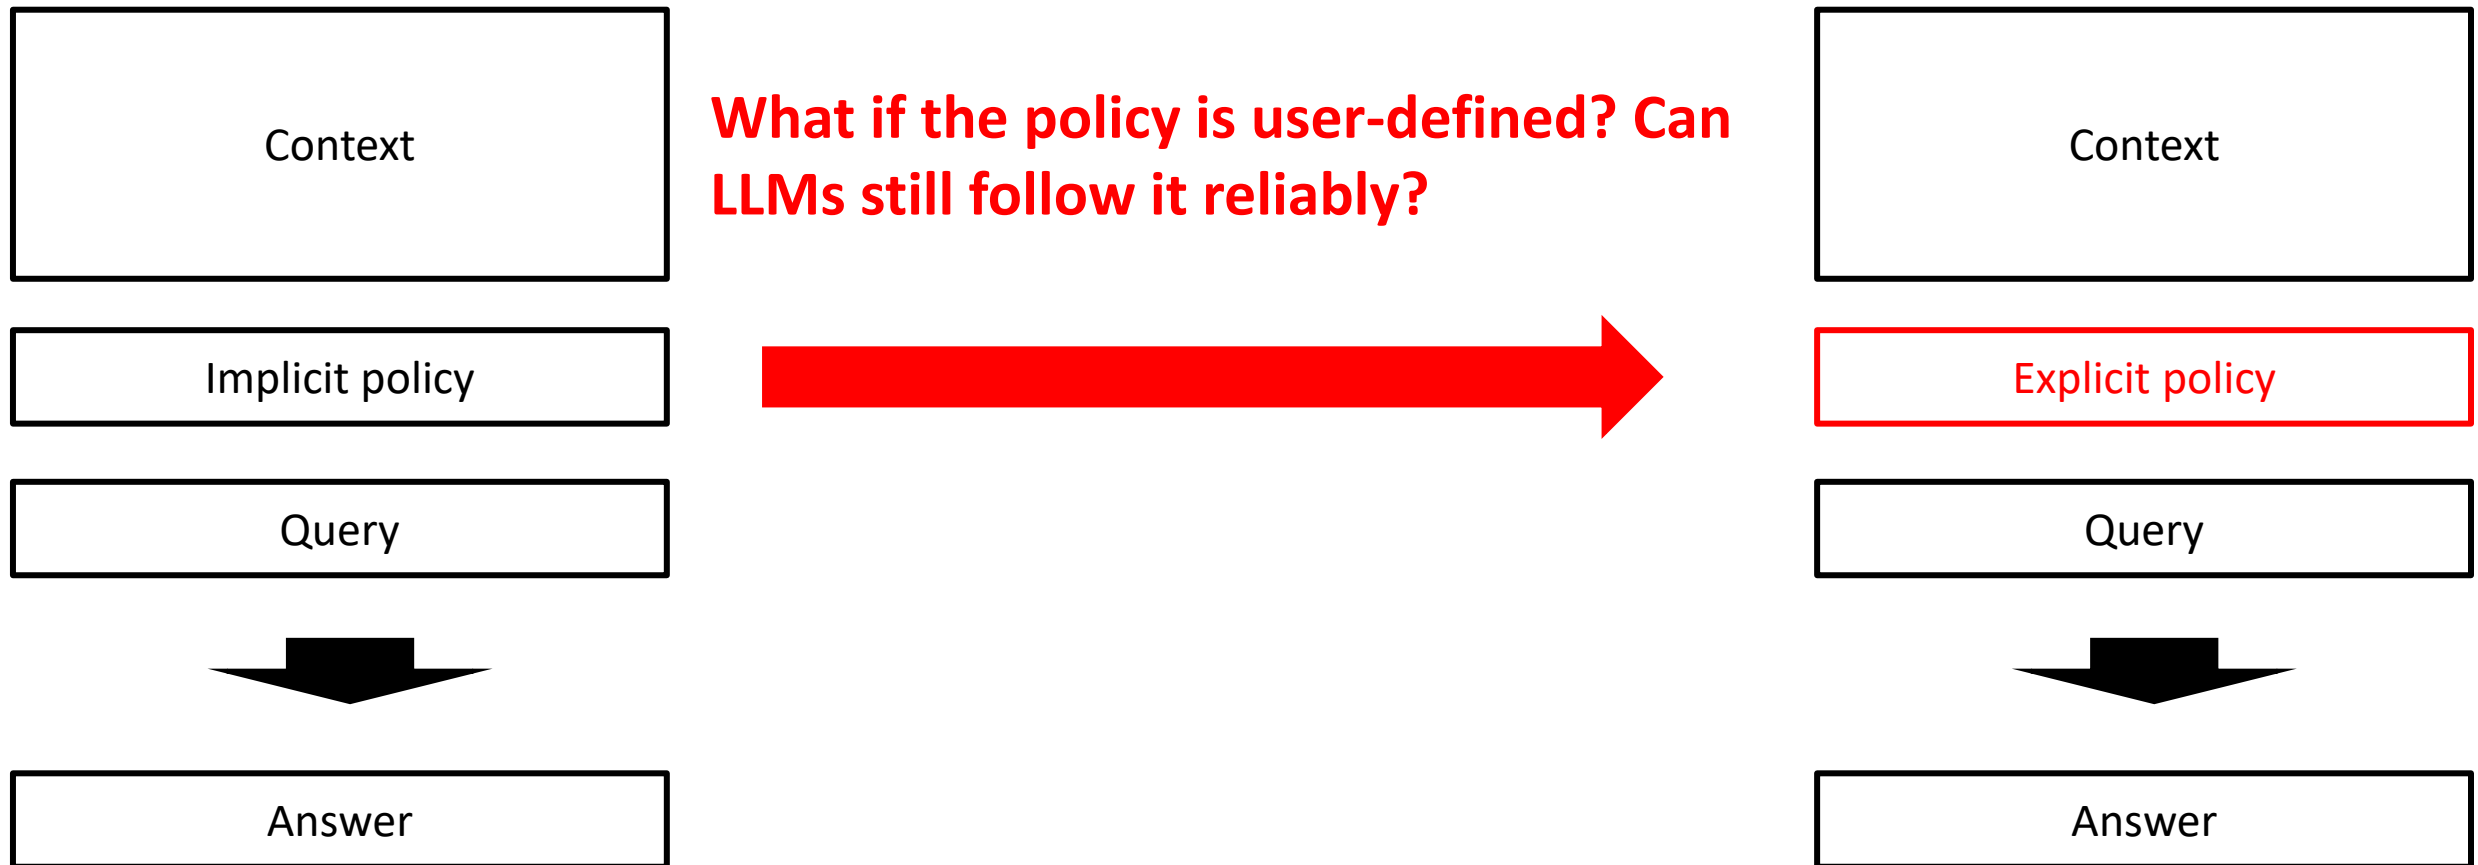 Context
Implicit policy
Query
Answer
What if the policy is user-defined? Can
LLMs still follow it reliably?
Context
Explicit policy
Query
Answer